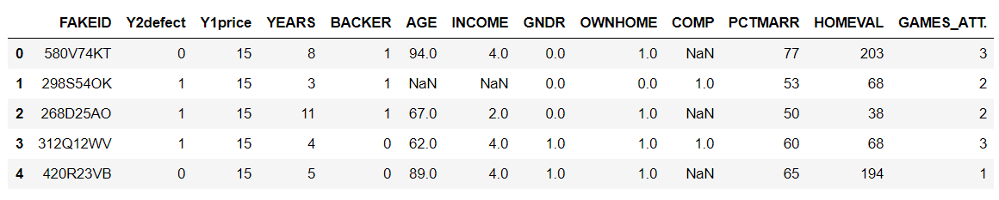 FAKEID Y2defect Y1price YEARS BACKER AGE INCOME GNDR OWNHOME COMP PCTMARR HOMEVAL GAMES_ATT.
0 580V74KT 0 15 8 1 94.0 4.0 0.0 1.0 NaN 77 203 3
1 298S54OK 1 15 3 1 NaN NaN 0.0 0.0 1.0 53 68 2
2 268D25AO 1 15 11 1 67.0 2.0 0.0 1.0 NaN 50 38 2
3 312Q12WV 1 15 4 0 62.0 4.0 1.0 1.0 1.0 60 68 3
4 420R23VB 0 15 5 0 89.0 4.0 1.0 1.0 NaN 65 194 1